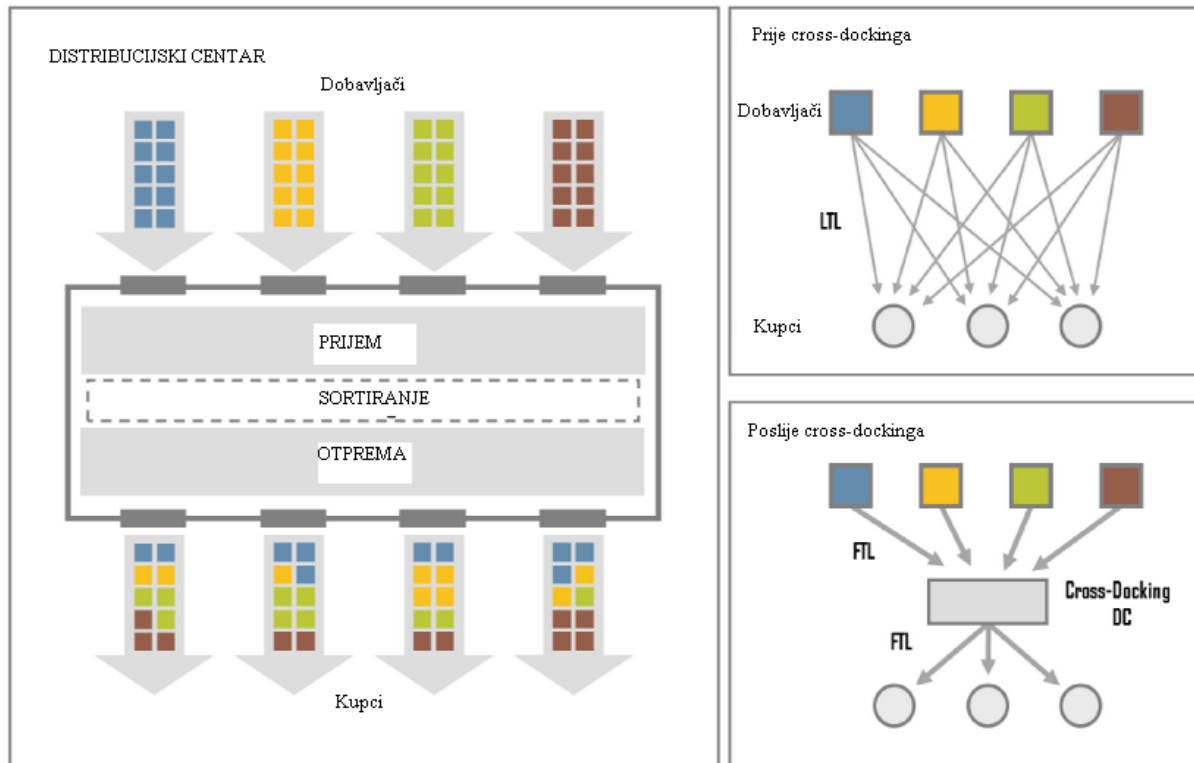 DISTRIBUCIJSKI CENTAR
Dobavljači
PRIJEM
SORTIRANJE
OTPREMA
Kupci
Prije cross-dockinga
Dobavljači
LTL
Kupci
Poslije cross-dockinga
FTL
Cross-Docking
DC
FTL